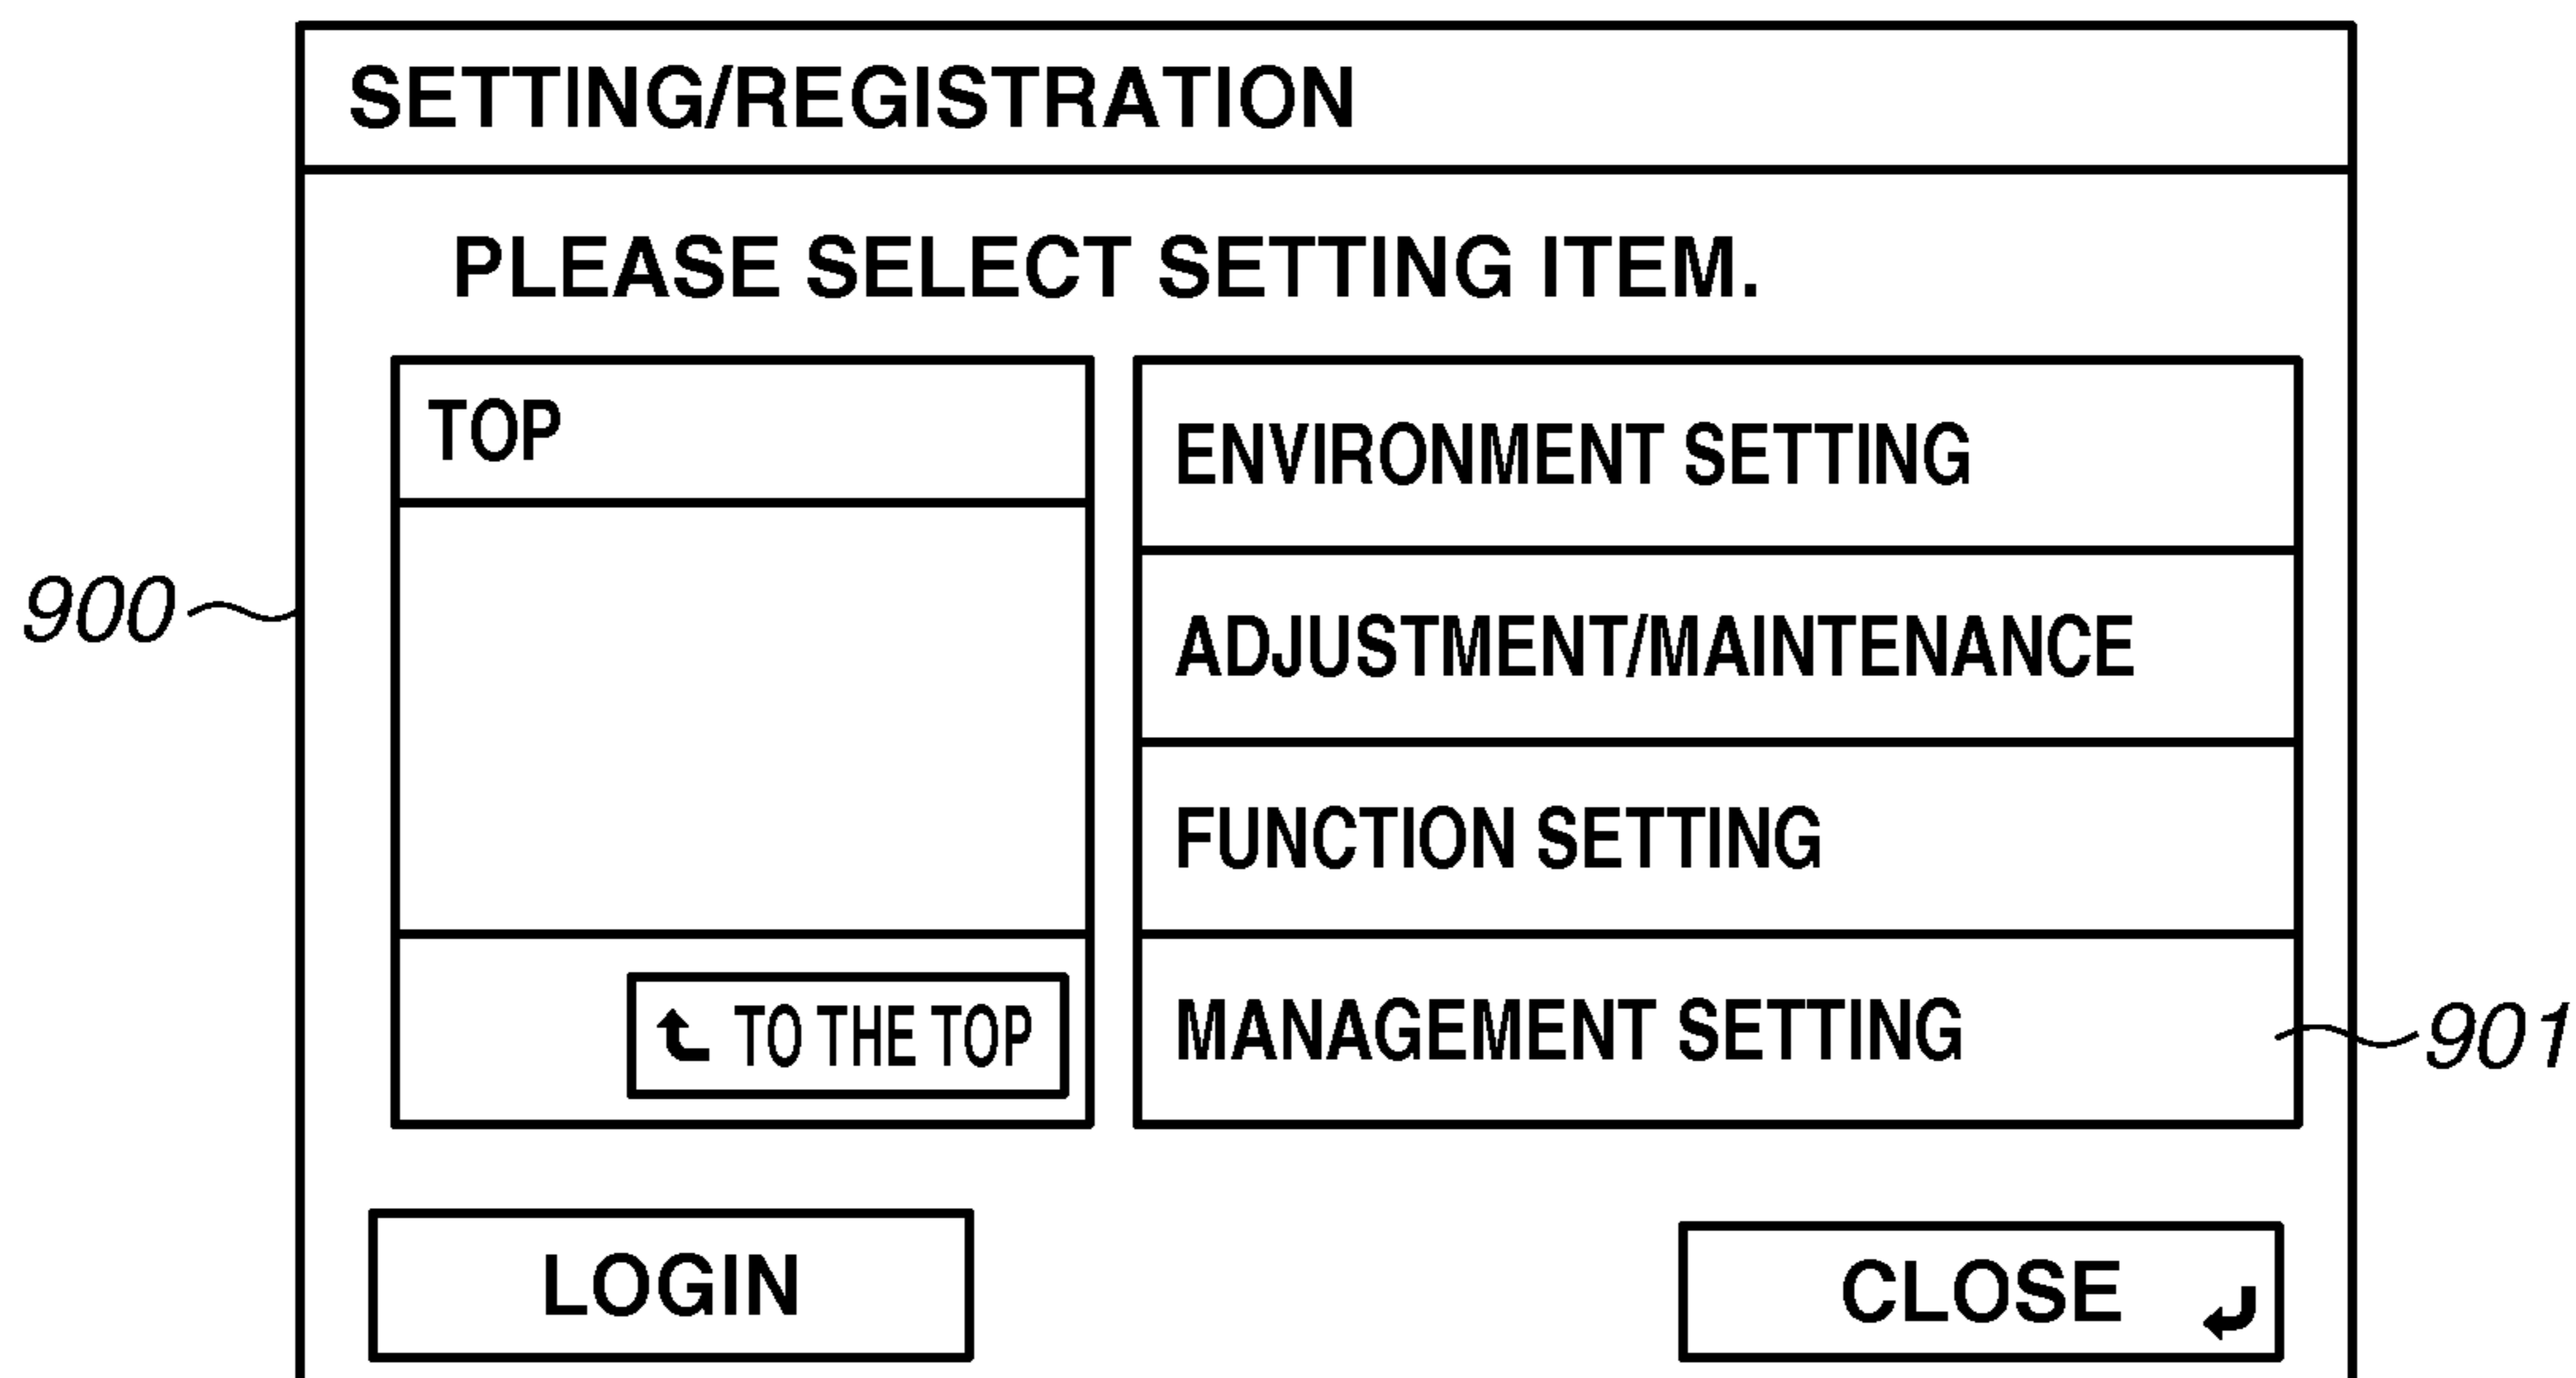 SETTING/REGISTRATION
PLEASE SELECT SETTING ITEM.
TOP
TO THE TOP
ENVIRONMENT SETTING
ADJUSTMENT/MAINTENANCE
FUNCTION SETTING
MANAGEMENT SETTING
900
901
LOGIN
CLOSE